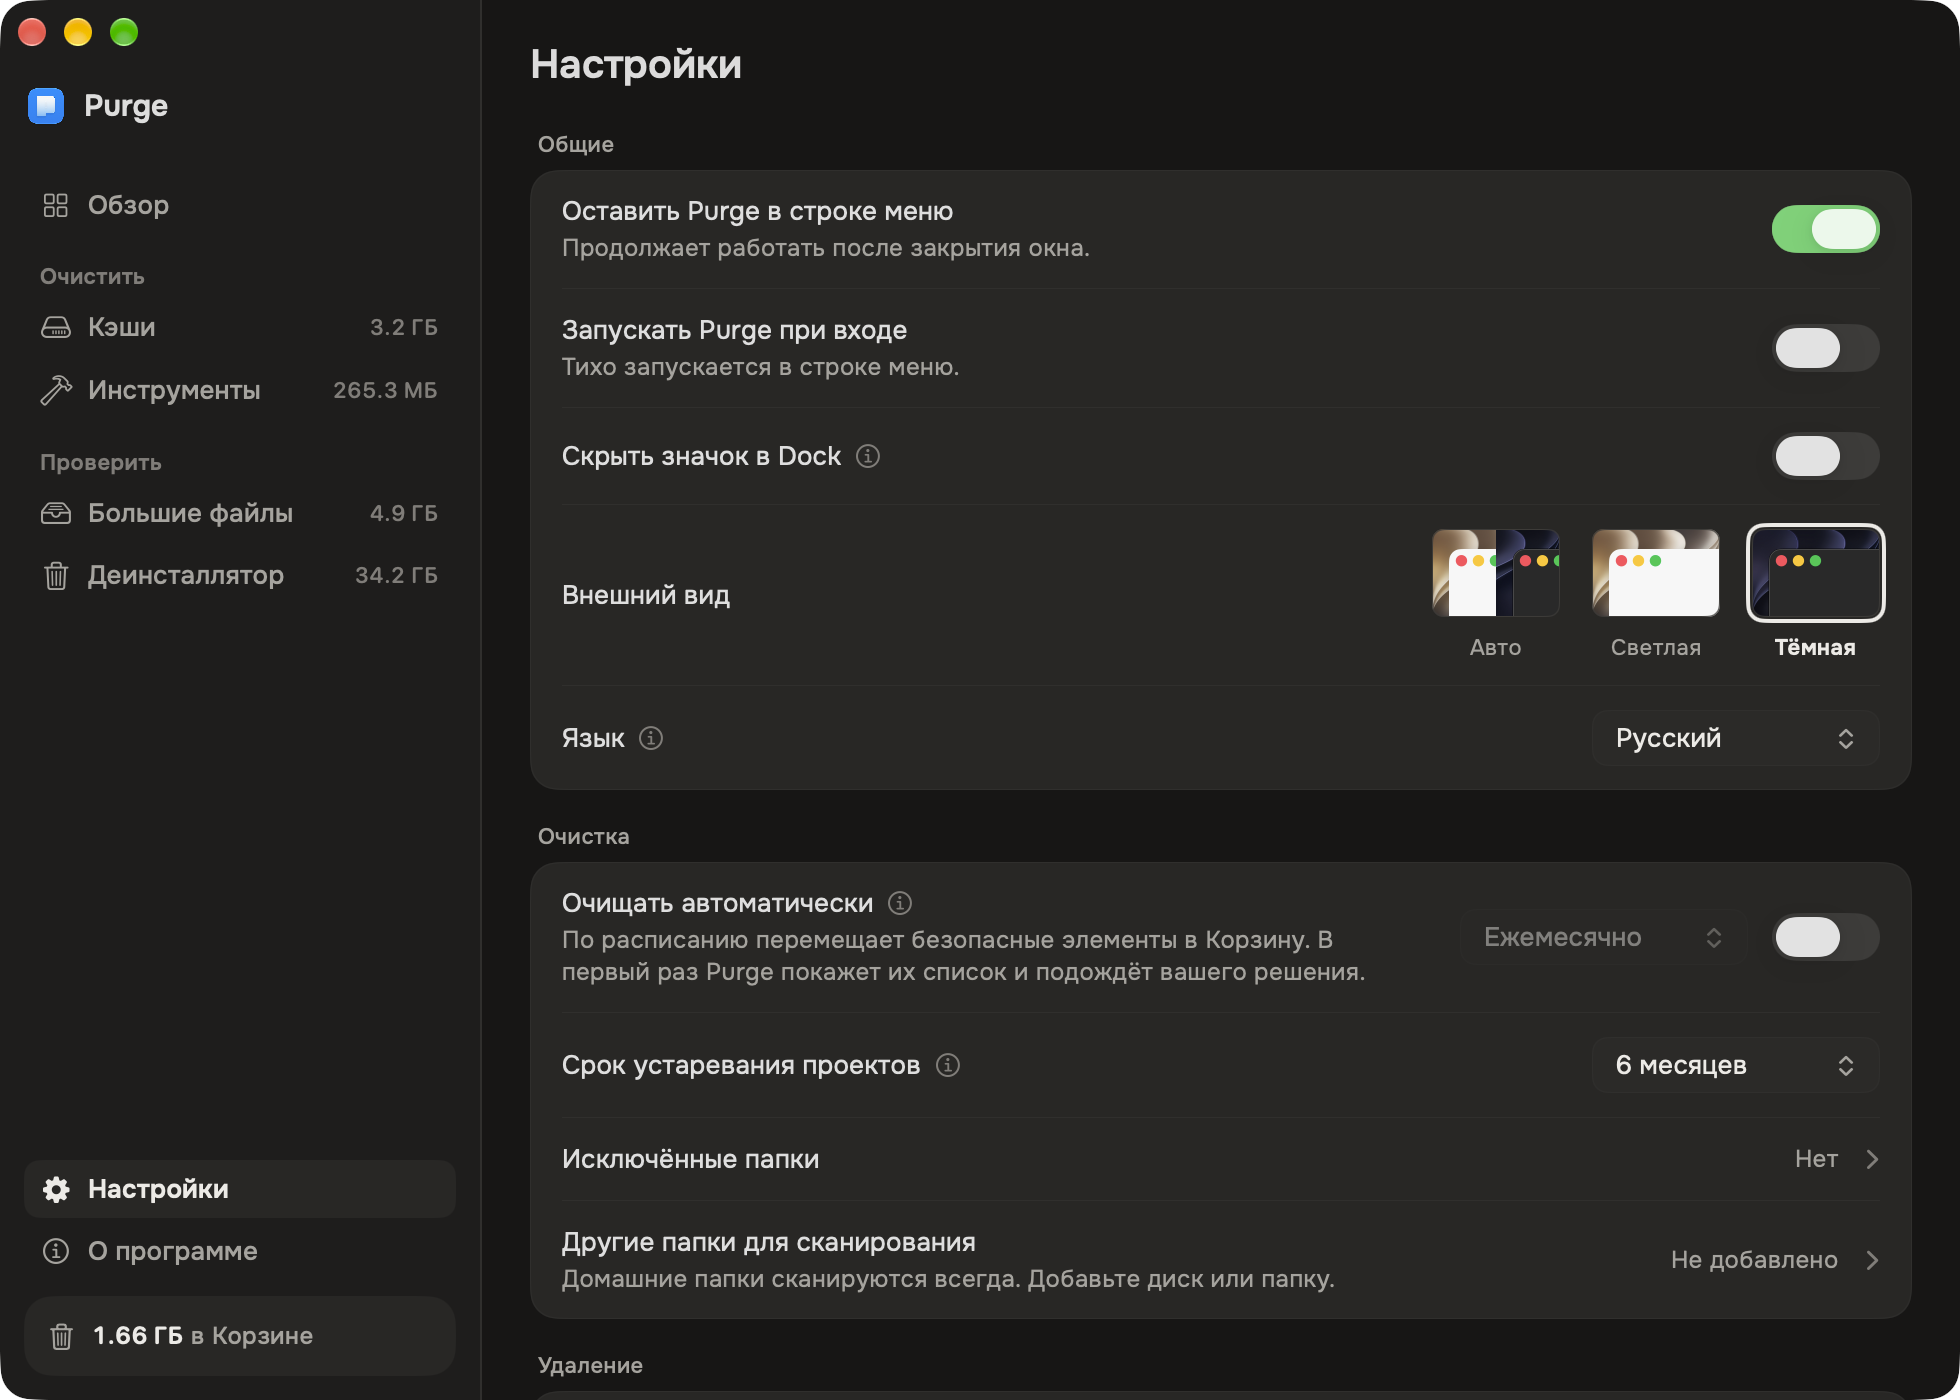 Purge
Обзор
Очистить
Кэши 3.2 ГБ
Инструменты 265.3 МБ
Проверить
Большие файлы 4.9 ГБ
Деинсталлятор 34.2 ГБ
Настройки
О программе
1.66 ГБ в Корзине
Настройки
Общие
Оставить Purge в строке меню
Продолжает работать после закрытия окна.
Запускать Purge при входе
Тихо запускается в строке меню.
Скрыть значок в Dock
Внешний вид
Авто Светлая Тёмная
Язык Русский
Очистка
Очищать автоматически
По расписанию перемещает безопасные элементы в Корзину. В
первый раз Purge покажет их список и подождёт вашего решения.
Ежемесячно
Срок устаревания проектов 6 месяцев
Исключённые папки Нет
Другие папки для сканирования
Домашние папки сканируются всегда. Добавьте диск или папку.
Не добавлено
Удаление